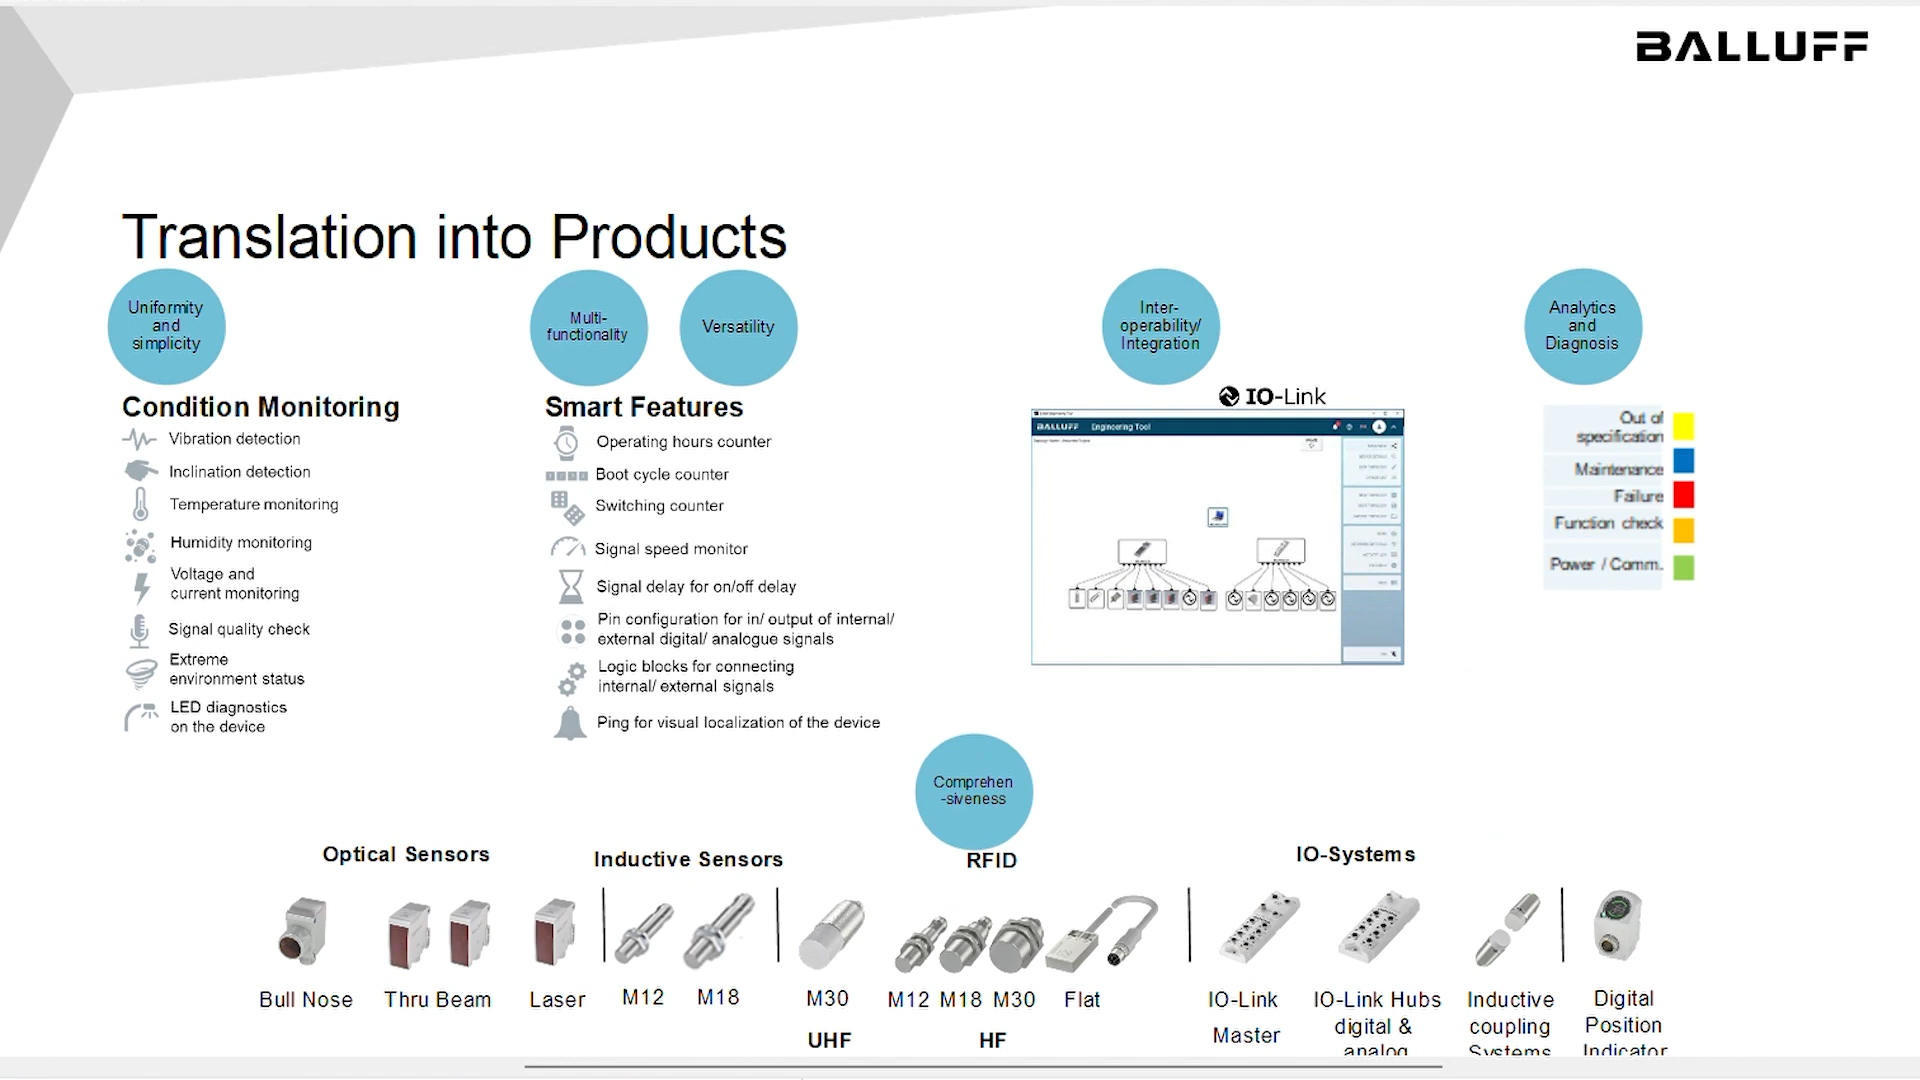 BALLUFF
Translation into Products
Uniformity
and
simplicity
Multi-
functionality
Versatility
Inter-
operability/
Integration
Analytics
and
Diagnosis
Condition Monitoring
Vibration detection
Inclination detection
Temperature monitoring
Humidity monitoring
Voltage and
current monitoring
Signal quality check
Extreme
environment status
LED diagnostics
on the device
Smart Features
Operating hours counter
Boot cycle counter
Switching counter
Signal speed monitor
Signal delay for on/off delay
Pin configuration for in/ output of internal/
external digital/ analogue signals
Logic blocks for connecting
internal/ external signals
Ping for visual localization of the device
IO-Link
BALLUFF Engineering Tool
Out of
specification
Maintenance
Failure
Function check
Power / Comm.
Comprehen
-siveness
Optical Sensors
Inductive Sensors
RFID
IO-Systems
Bull Nose
Thru Beam
Laser
M12
M18
M30
UHF
M12 M18 M30 Flat
HF
IO-Link
Master
IO-Link Hubs
digital &
analog
Inductive
coupling
Systems
Digital
Position
Indicator